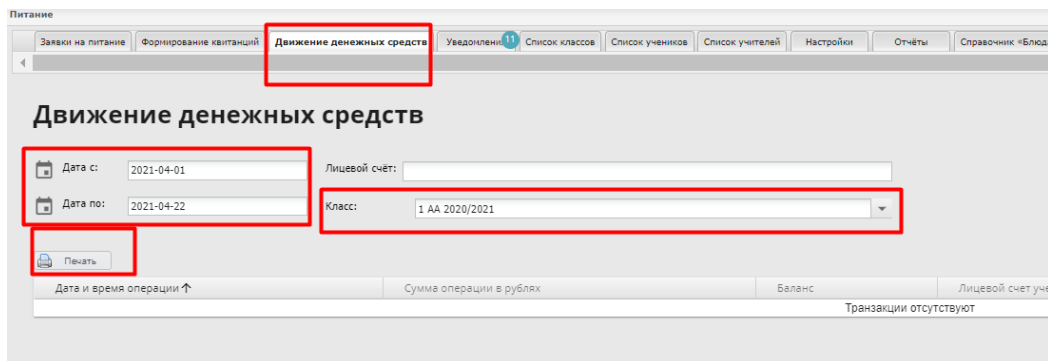 Питание
Заявки на питание Формирование квитанций Движение денежных средств Уведомлени 11 Список классов Список учеников Список учителей Настройки Отчёты Справочник «Блюд
Движение денежных средств
Дата с: 2021-04-01 Лицевой счёт:
Дата по: 2021-04-22 Класс: 1 АА 2020/2021
Печать
Дата и время операции Сумма операции в рублях Баланс Лицевой счет уче
Транзакции отсутствуют